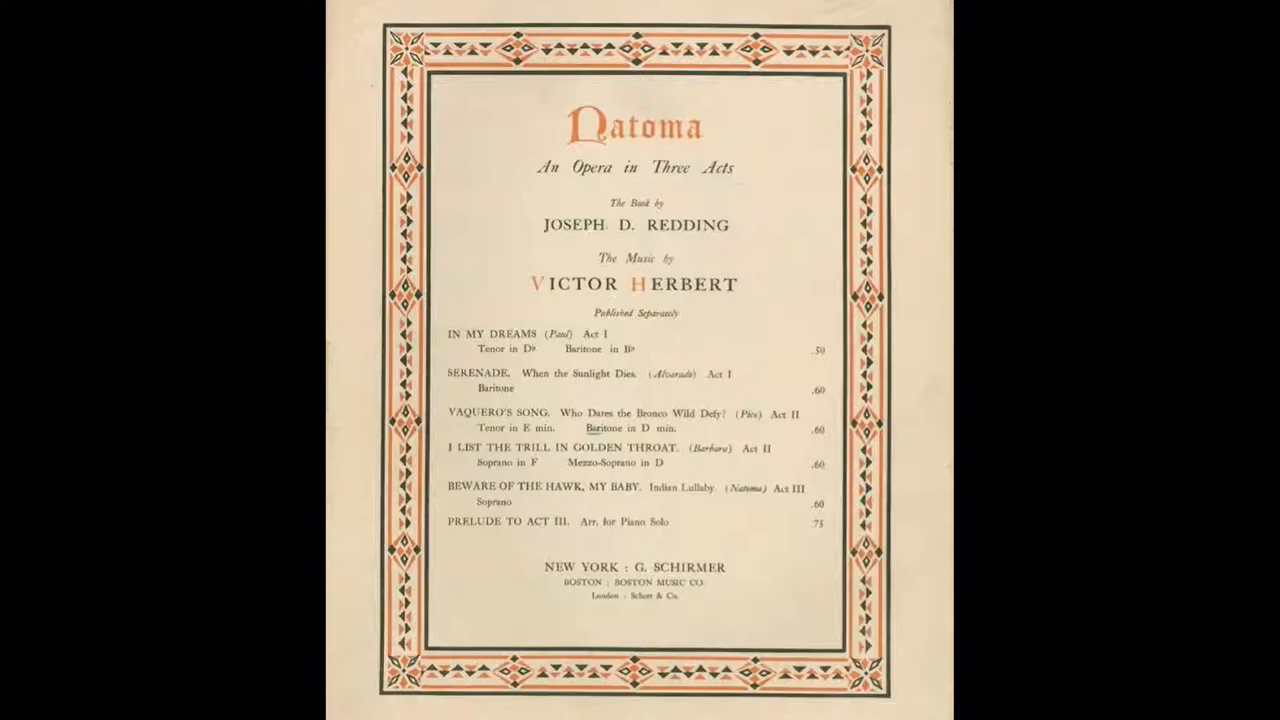 Natoma
An Opera in Three Acts
The Book by
JOSEPH D. REDDING
The Music by
VICTOR HERBERT
Published Separately
IN MY DREAMS (Paul) Act I
Tenor in D♭ Baritone in B♭ .50
SERENADE. When the Sunlight Dies. (Alvarado) Act I
Baritone .60
VAQUERO'S SONG. Who Dares the Bronco Wild Defy? (Pico) Act II
Tenor in E min. Baritone in D min. .60
I LIST THE TRILL IN GOLDEN THROAT. (Barbara) Act II
Soprano in F Mezzo-Soprano in D .60
BEWARE OF THE HAWK, MY BABY. Indian Lullaby. (Natoma) Act III
Soprano .60
PRELUDE TO ACT III. Arr. for Piano Solo .75
NEW YORK : G. SCHIRMER
BOSTON : BOSTON MUSIC CO.
London : Schott & Co.